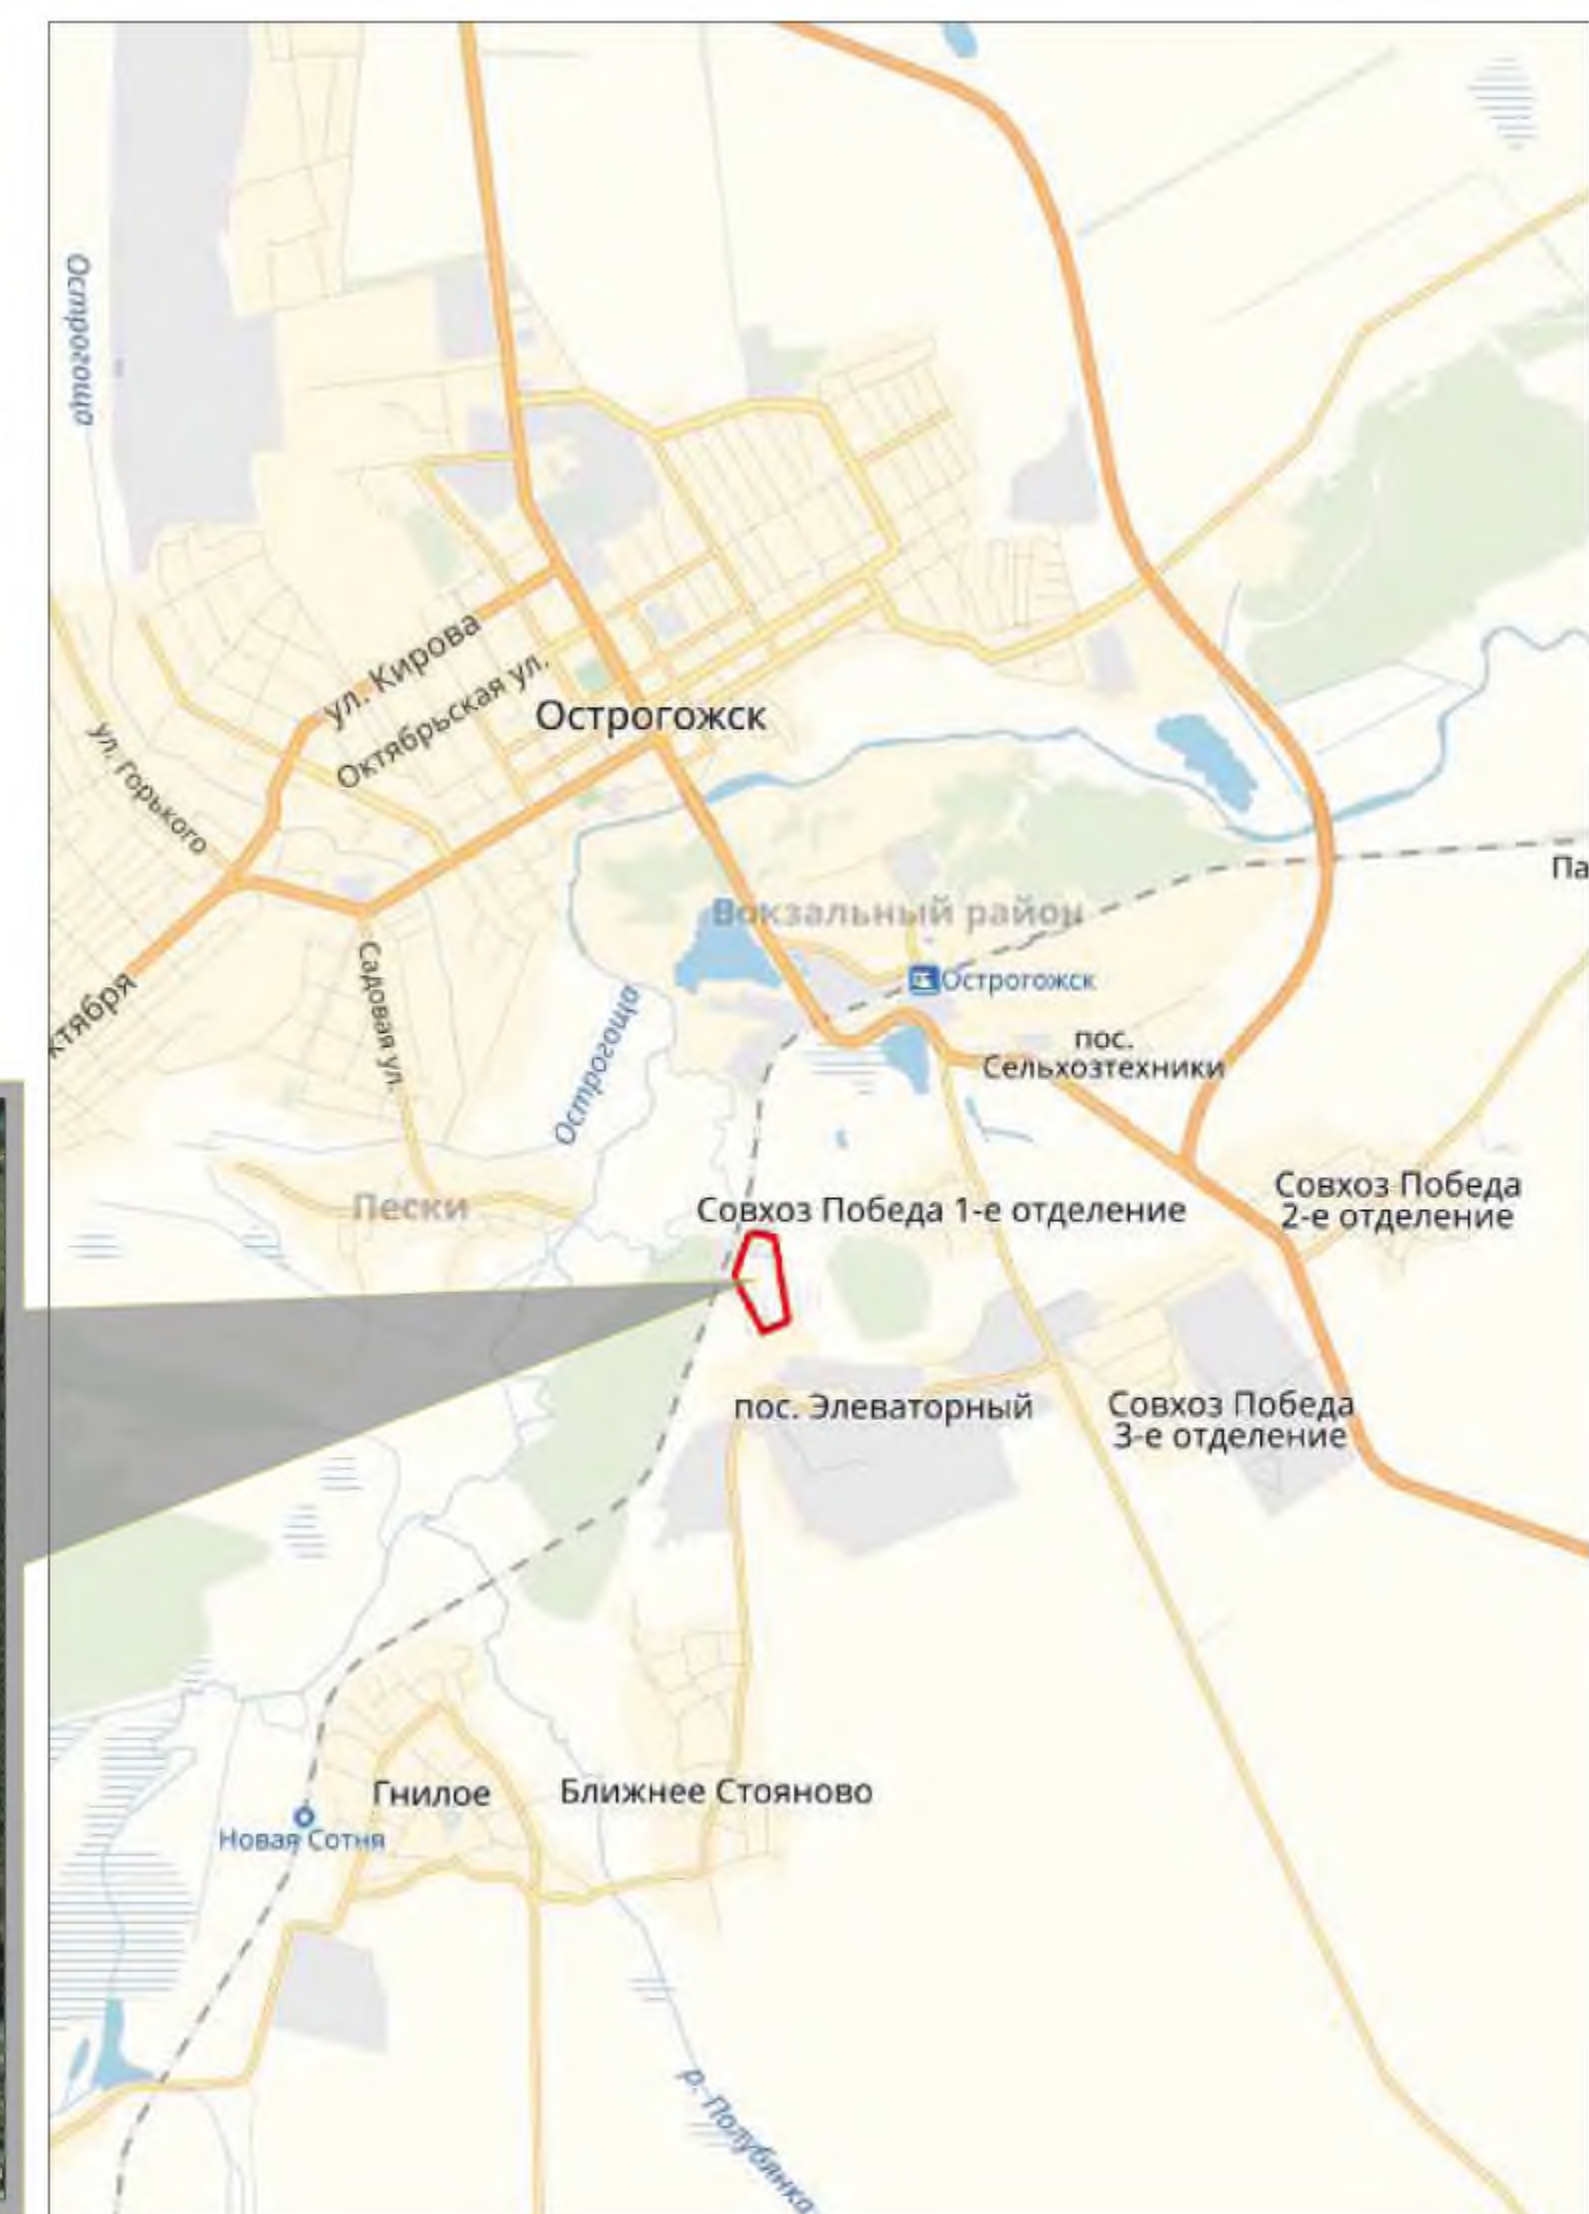 Острогоща
ул. Кирова
Октябрьская ул.
Острогожск
ул. Горького
Па
Вокзальный район
Садовая ул.
ктября
Острогожск
Острогоща
пос.
Сельхозтехники
Пески
Совхоз Победа 1-е отделение
Совхоз Победа
2-е отделение
пос. Элеваторный
Совхоз Победа
3-е отделение
Гнилое
Ближнее Стояново
Новая Сотня
р. Полубянка